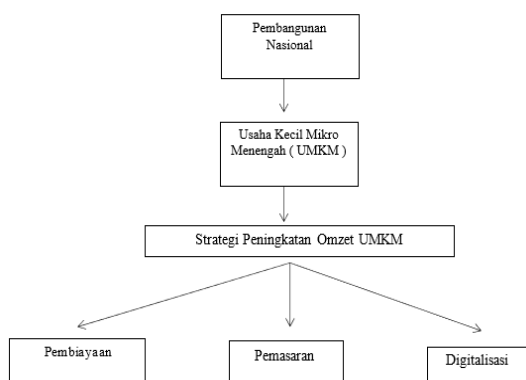 Pembangunan
Nasional
Usaha Kecil Mikro
Menengah ( UMKM )
Strategi Peningkatan Omzet UMKM
Pembiayaan
Pemasaran
Digitalisasi